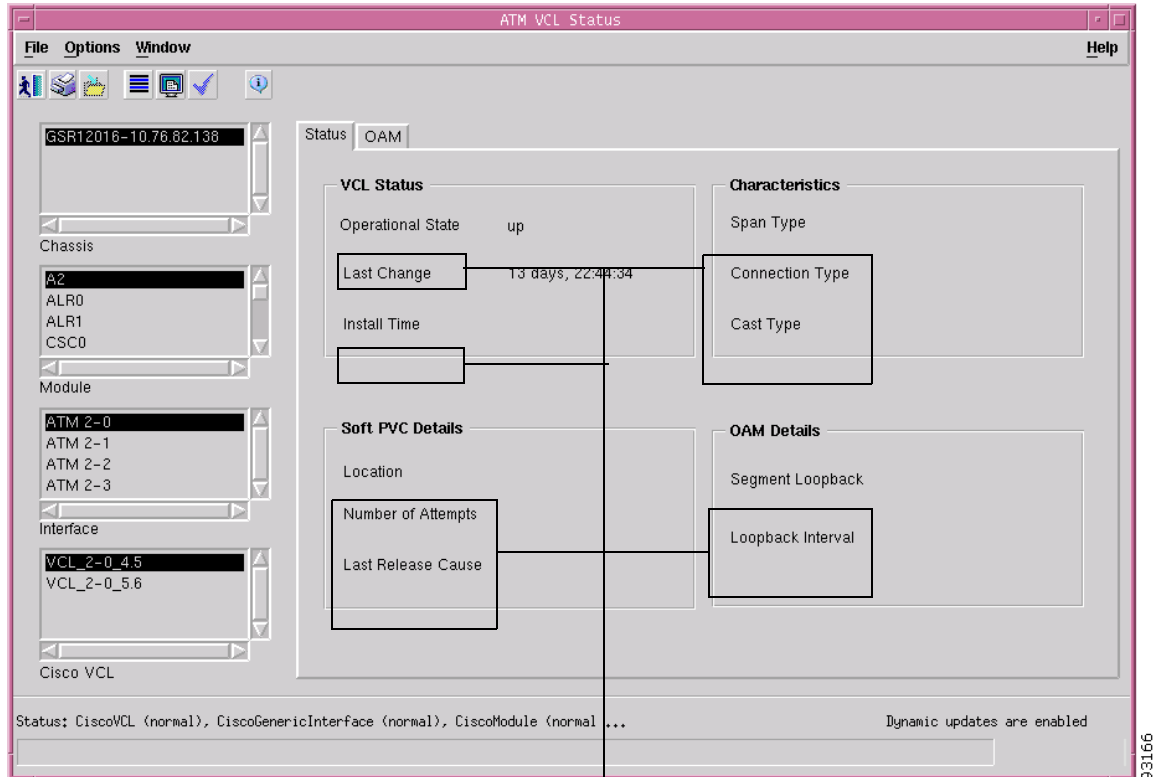 ATM VCL Status
File Options Window Help
GSR12016-10.76.82.138
Chassis
A2
ALR0
ALR1
CSC0
Module
ATM 2-0
ATM 2-1
ATM 2-2
ATM 2-3
Interface
VCL_2-0_4.5
VCL_2-0_5.6
Cisco VCL
Status OAM
VCL Status
Operational State up
Last Change 13 days, 22:44:34
Install Time
Characteristics
Span Type
Connection Type
Cast Type
Soft PVC Details
Location
Number of Attempts
Last Release Cause
OAM Details
Segment Loopback
Loopback Interval
Status: CiscoVCL (normal), CiscoGenericInterface (normal), CiscoModule (normal ...
Dynamic updates are enabled
93166